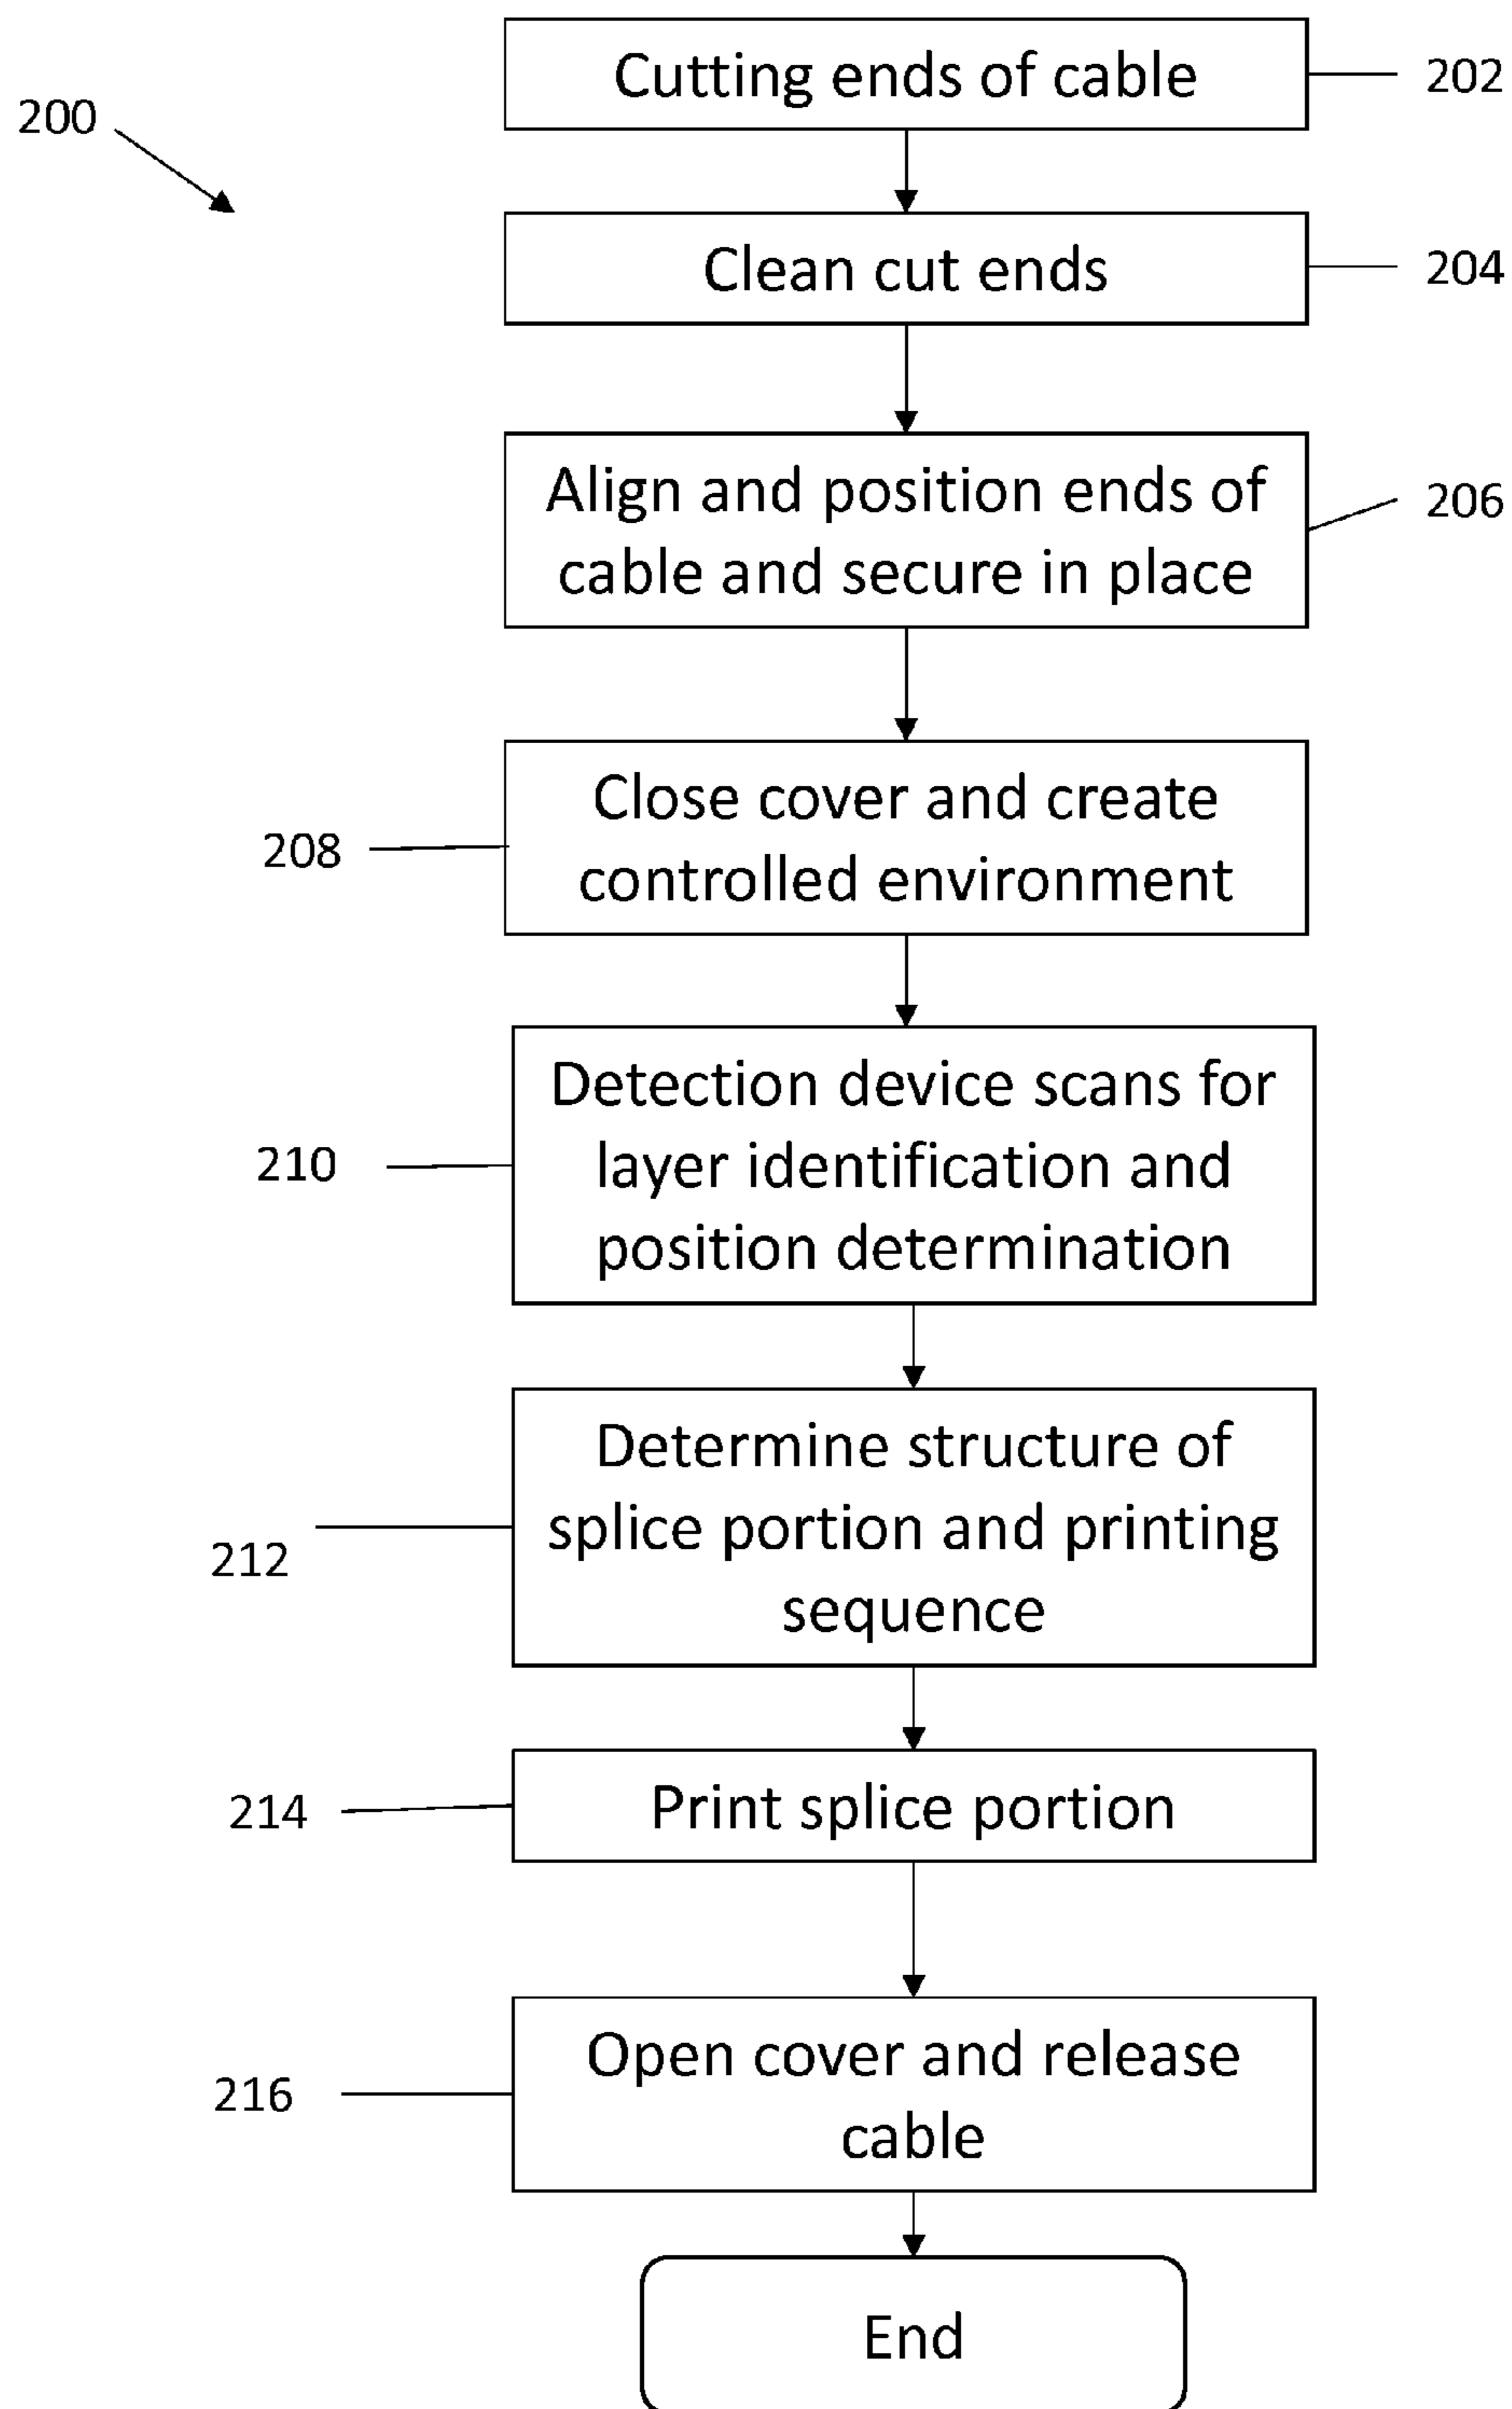 Cutting ends of cable
202
200
Clean cut ends
204
Align and position ends of
cable and secure in place
206
Close cover and create
controlled environment
208
Detection device scans for
layer identification and
position determination
210
Determine structure of
splice portion and printing
sequence
212
Print splice portion
214
Open cover and release
cable
216
End